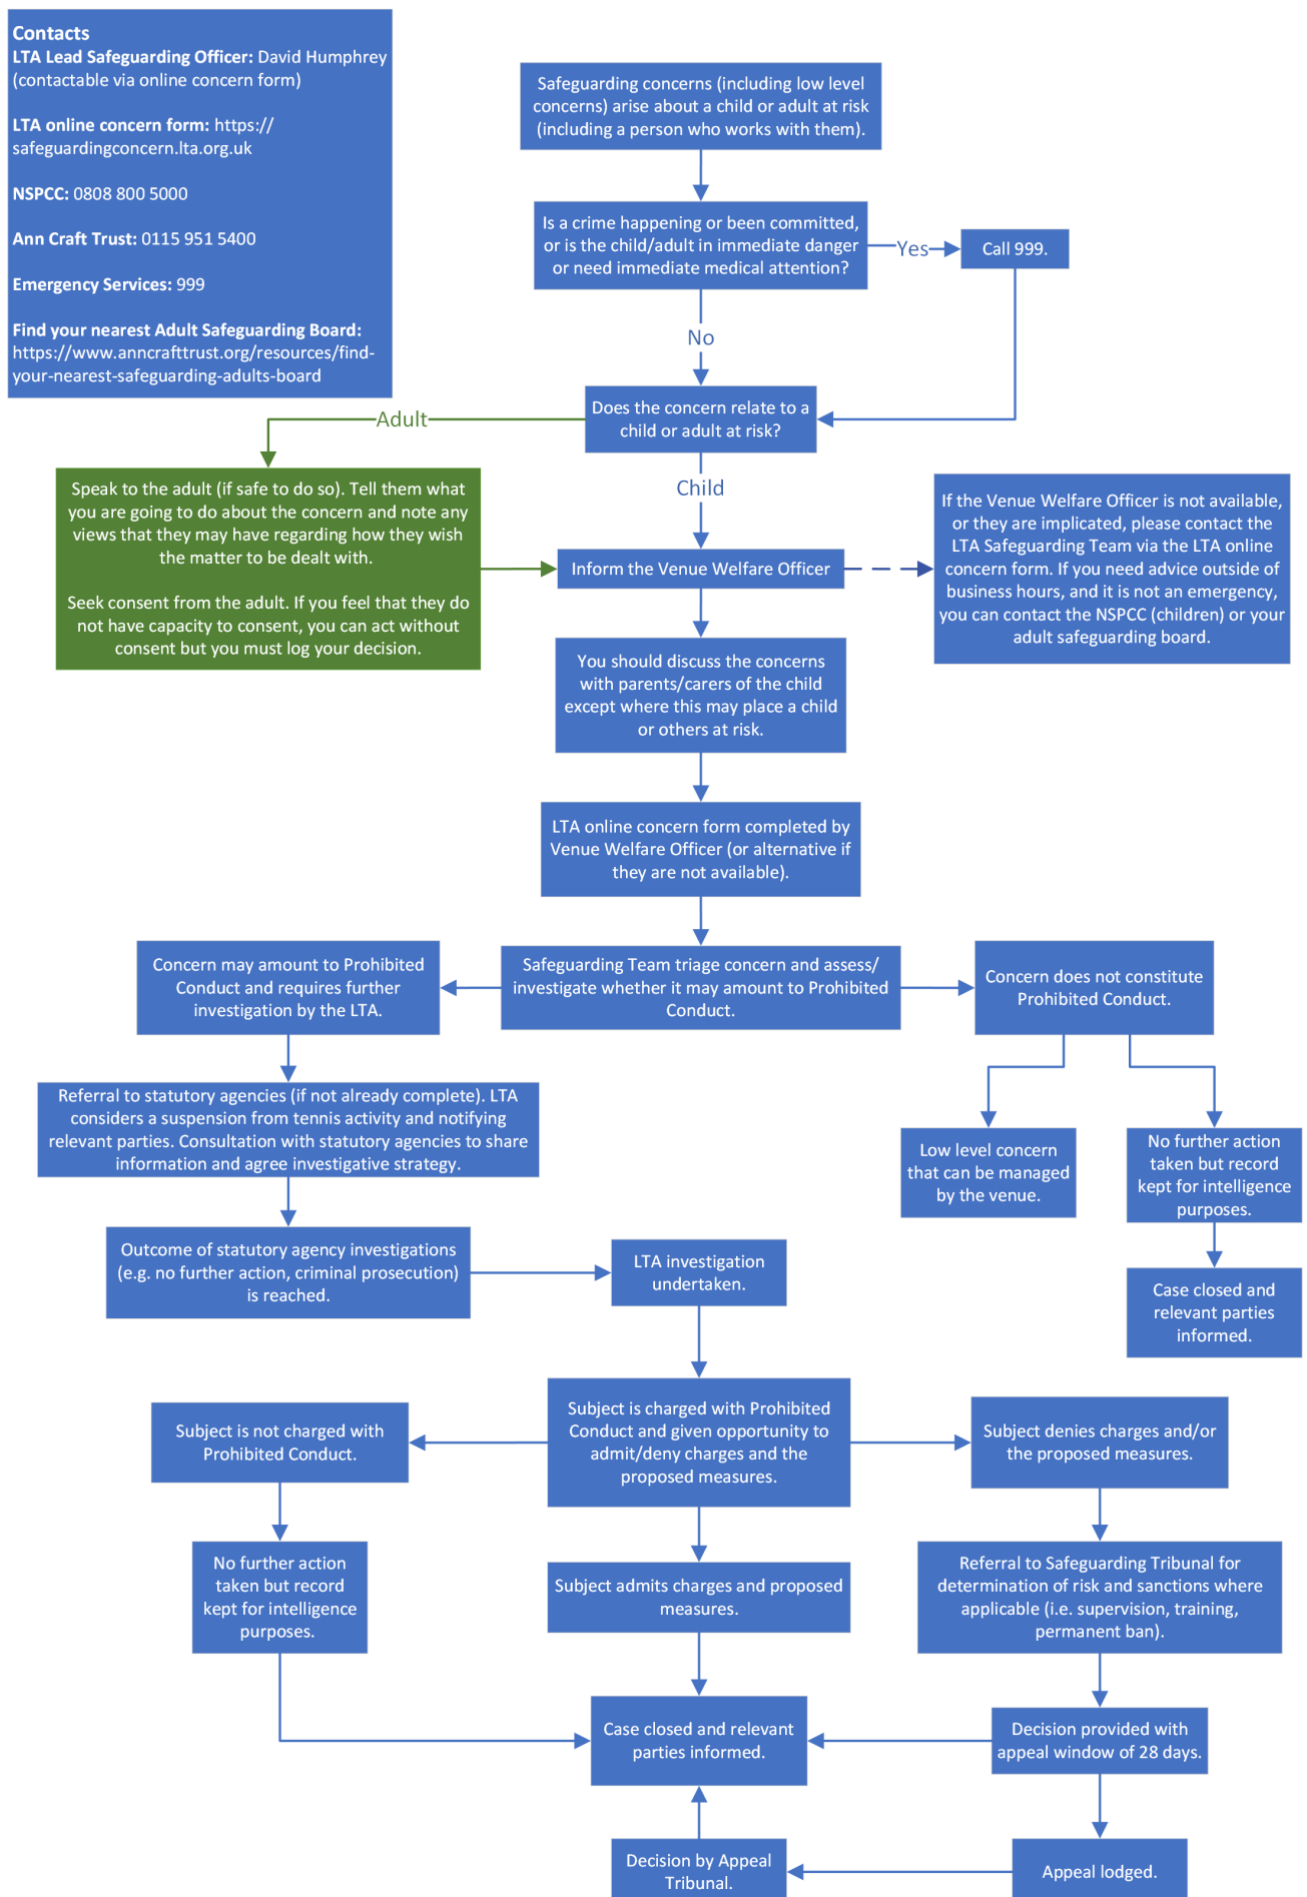 Contacts
LTA Lead Safeguarding Officer: David Humphrey
(contactable via online concern form)
LTA online concern form: https://
safeguardingconcern.lta.org.uk
NSPCC: 0808 800 5000
Ann Craft Trust: 0115 951 5400
Emergency Services: 999
Find your nearest Adult Safeguarding Board:
https://www.anncrafttrust.org/resources/find-
your-nearest-safeguarding-adults-board
Safeguarding concerns (including low level
concerns) arise about a child or adult at risk
(including a person who works with them).
Is a crime happening or been committed,
or is the child/adult in immediate danger
or need immediate medical attention?
Yes
Call 999.
No
Does the concern relate to a
child or adult at risk?
Adult
Speak to the adult (if safe to do so). Tell them what
you are going to do about the concern and note any
views that they may have regarding how they wish
the matter to be dealt with.
Seek consent from the adult. If you feel that they do
not have capacity to consent, you can act without
consent but you must log your decision.
Child
Inform the Venue Welfare Officer
If the Venue Welfare Officer is not available,
or they are implicated, please contact the
LTA Safeguarding Team via the LTA online
concern form. If you need advice outside of
business hours, and it is not an emergency,
you can contact the NSPCC (children) or your
adult safeguarding board.
You should discuss the concerns
with parents/carers of the child
except where this may place a child
or others at risk.
LTA online concern form completed by
Venue Welfare Officer (or alternative if
they are not available).
Safeguarding Team triage concern and assess/
investigate whether it may amount to Prohibited
Conduct.
Concern may amount to Prohibited
Conduct and requires further
investigation by the LTA.
Concern does not constitute
Prohibited Conduct.
Referral to statutory agencies (if not already complete). LTA
considers a suspension from tennis activity and notifying
relevant parties. Consultation with statutory agencies to share
information and agree investigative strategy.
Low level concern
that can be managed
by the venue.
No further action
taken but record
kept for intelligence
purposes.
Outcome of statutory agency investigations
(e.g. no further action, criminal prosecution)
is reached.
LTA investigation
undertaken.
Case closed and
relevant parties
informed.
Subject is not charged with
Prohibited Conduct.
Subject is charged with Prohibited
Conduct and given opportunity to
admit/deny charges and the
proposed measures.
Subject denies charges and/or
the proposed measures.
No further action
taken but record
kept for intelligence
purposes.
Subject admits charges and proposed
measures.
Referral to Safeguarding Tribunal for
determination of risk and sanctions where
applicable (i.e. supervision, training,
permanent ban).
Case closed and relevant
parties informed.
Decision provided with
appeal window of 28 days.
Decision by Appeal
Tribunal.
Appeal lodged.